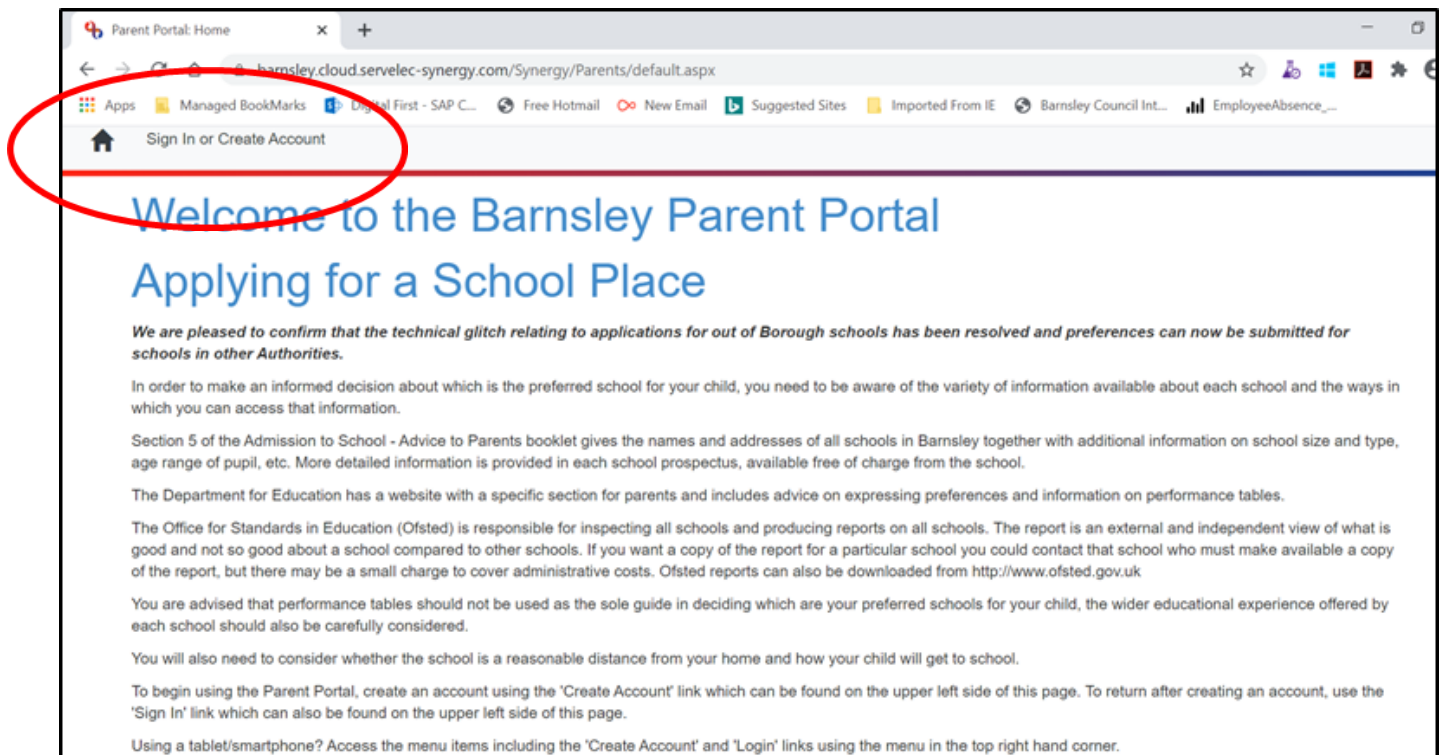 Parent Portal: Home
barnsley.cloud.servelec-synergy.com/Synergy/Parents/default.aspx
Apps Managed BookMarks Digital First - SAP C... Free Hotmail New Email Suggested Sites Imported From IE Barnsley Council Int... EmployeeAbsence_...
Sign In or Create Account
Welcome to the Barnsley Parent Portal
Applying for a School Place
We are pleased to confirm that the technical glitch relating to applications for out of Borough schools has been resolved and preferences can now be submitted for
schools in other Authorities.
In order to make an informed decision about which is the preferred school for your child, you need to be aware of the variety of information available about each school and the ways in
which you can access that information.
Section 5 of the Admission to School - Advice to Parents booklet gives the names and addresses of all schools in Barnsley together with additional information on school size and type,
age range of pupil, etc. More detailed information is provided in each school prospectus, available free of charge from the school.
The Department for Education has a website with a specific section for parents and includes advice on expressing preferences and information on performance tables.
The Office for Standards in Education (Ofsted) is responsible for inspecting all schools and producing reports on all schools. The report is an external and independent view of what is
good and not so good about a school compared to other schools. If you want a copy of the report for a particular school you could contact that school who must make available a copy
of the report, but there may be a small charge to cover administrative costs. Ofsted reports can also be downloaded from http://www.ofsted.gov.uk
You are advised that performance tables should not be used as the sole guide in deciding which are your preferred schools for your child, the wider educational experience offered by
each school should also be carefully considered.
You will also need to consider whether the school is a reasonable distance from your home and how your child will get to school.
To begin using the Parent Portal, create an account using the 'Create Account' link which can be found on the upper left side of this page. To return after creating an account, use the
'Sign In' link which can also be found on the upper left side of this page.
Using a tablet/smartphone? Access the menu items including the 'Create Account' and 'Login' links using the menu in the top right hand corner.